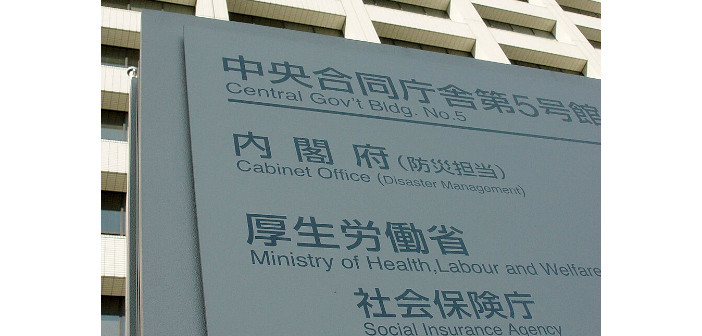 中央合同庁舎第5号館
Central Gov't Bldg. No.5
内閣府(防災担当)
Cabinet Office (Disaster Management)
厚生労働省
Ministry of Health,Labour and Welfare
社会保険庁
Social Insurance Agency